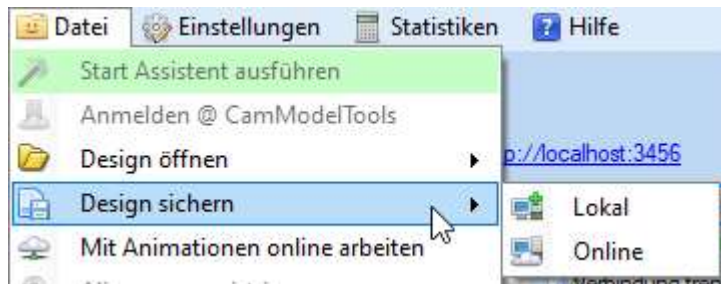 Datei Einstellungen Statistiken Hilfe
Start Assistent ausführen
Anmelden @ CamModelTools
Design öffnen p://localhost:3456
Design sichern Lokal
Mit Animationen online arbeiten Online